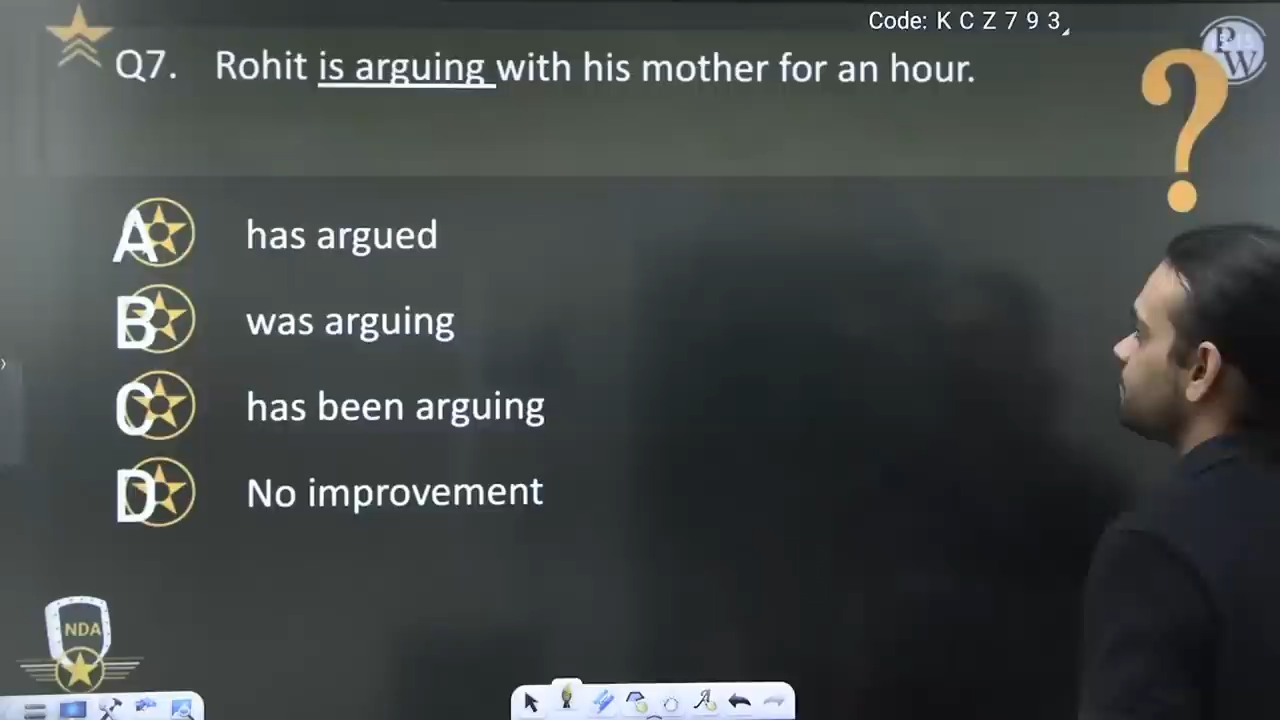 Code: K C Z 7 9 3
PW
Q7. Rohit is arguing with his mother for an hour.
A has argued
B was arguing
C has been arguing
D No improvement
NDA